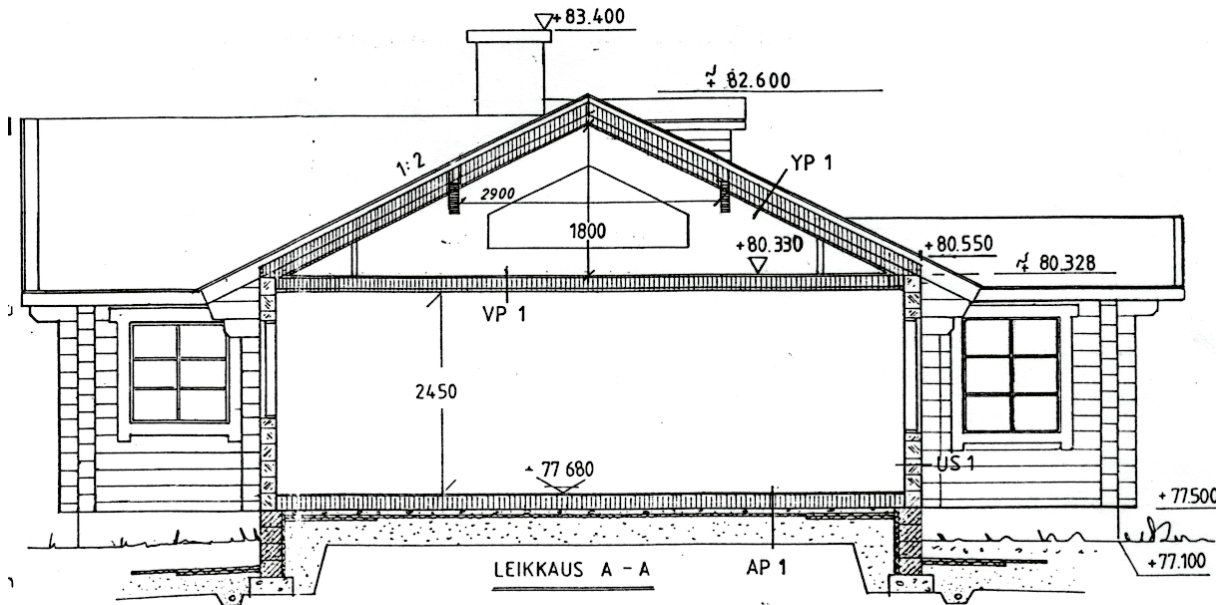 +83.400
~+ 82.600
1:2
YP 1
2900
1800
+80.330
+80.550
~+ 80.328
VP 1
2450
+ 77 680
US 1
+ 77.500
LEIKKAUS A - A
AP 1
+77.100